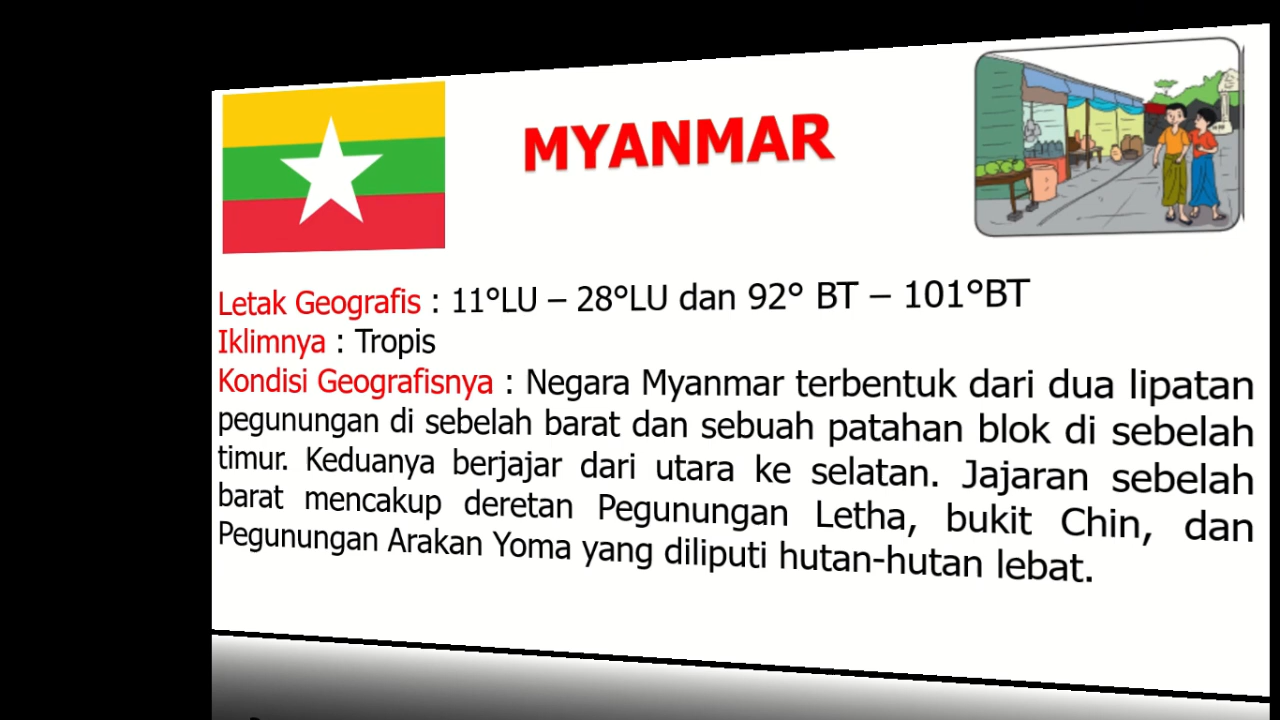 MYANMAR
Letak Geografis : 11°LU – 28°LU dan 92° BT – 101°BT
Iklimnya : Tropis
Kondisi Geografisnya : Negara Myanmar terbentuk dari dua lipatan
pegunungan di sebelah barat dan sebuah patahan blok di sebelah
timur. Keduanya berjajar dari utara ke selatan. Jajaran sebelah
barat mencakup deretan Pegunungan Letha, bukit Chin, dan
Pegunungan Arakan Yoma yang diliputi hutan-hutan lebat.